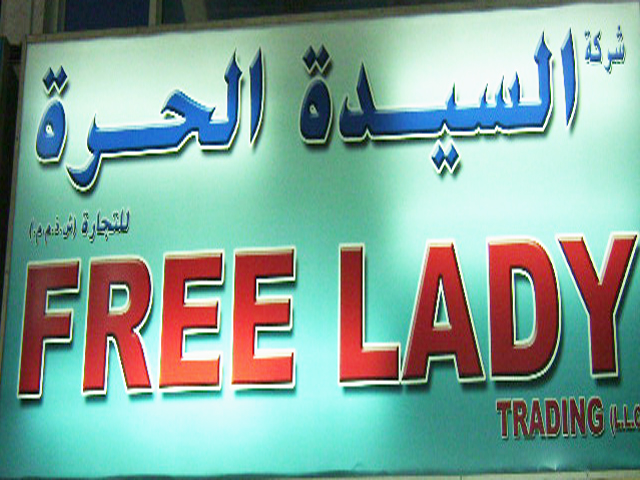 شركة
السيدة الحرة
للتجارة (ش.ذ.م.م.)
FREE LADY
TRADING (L.L.C